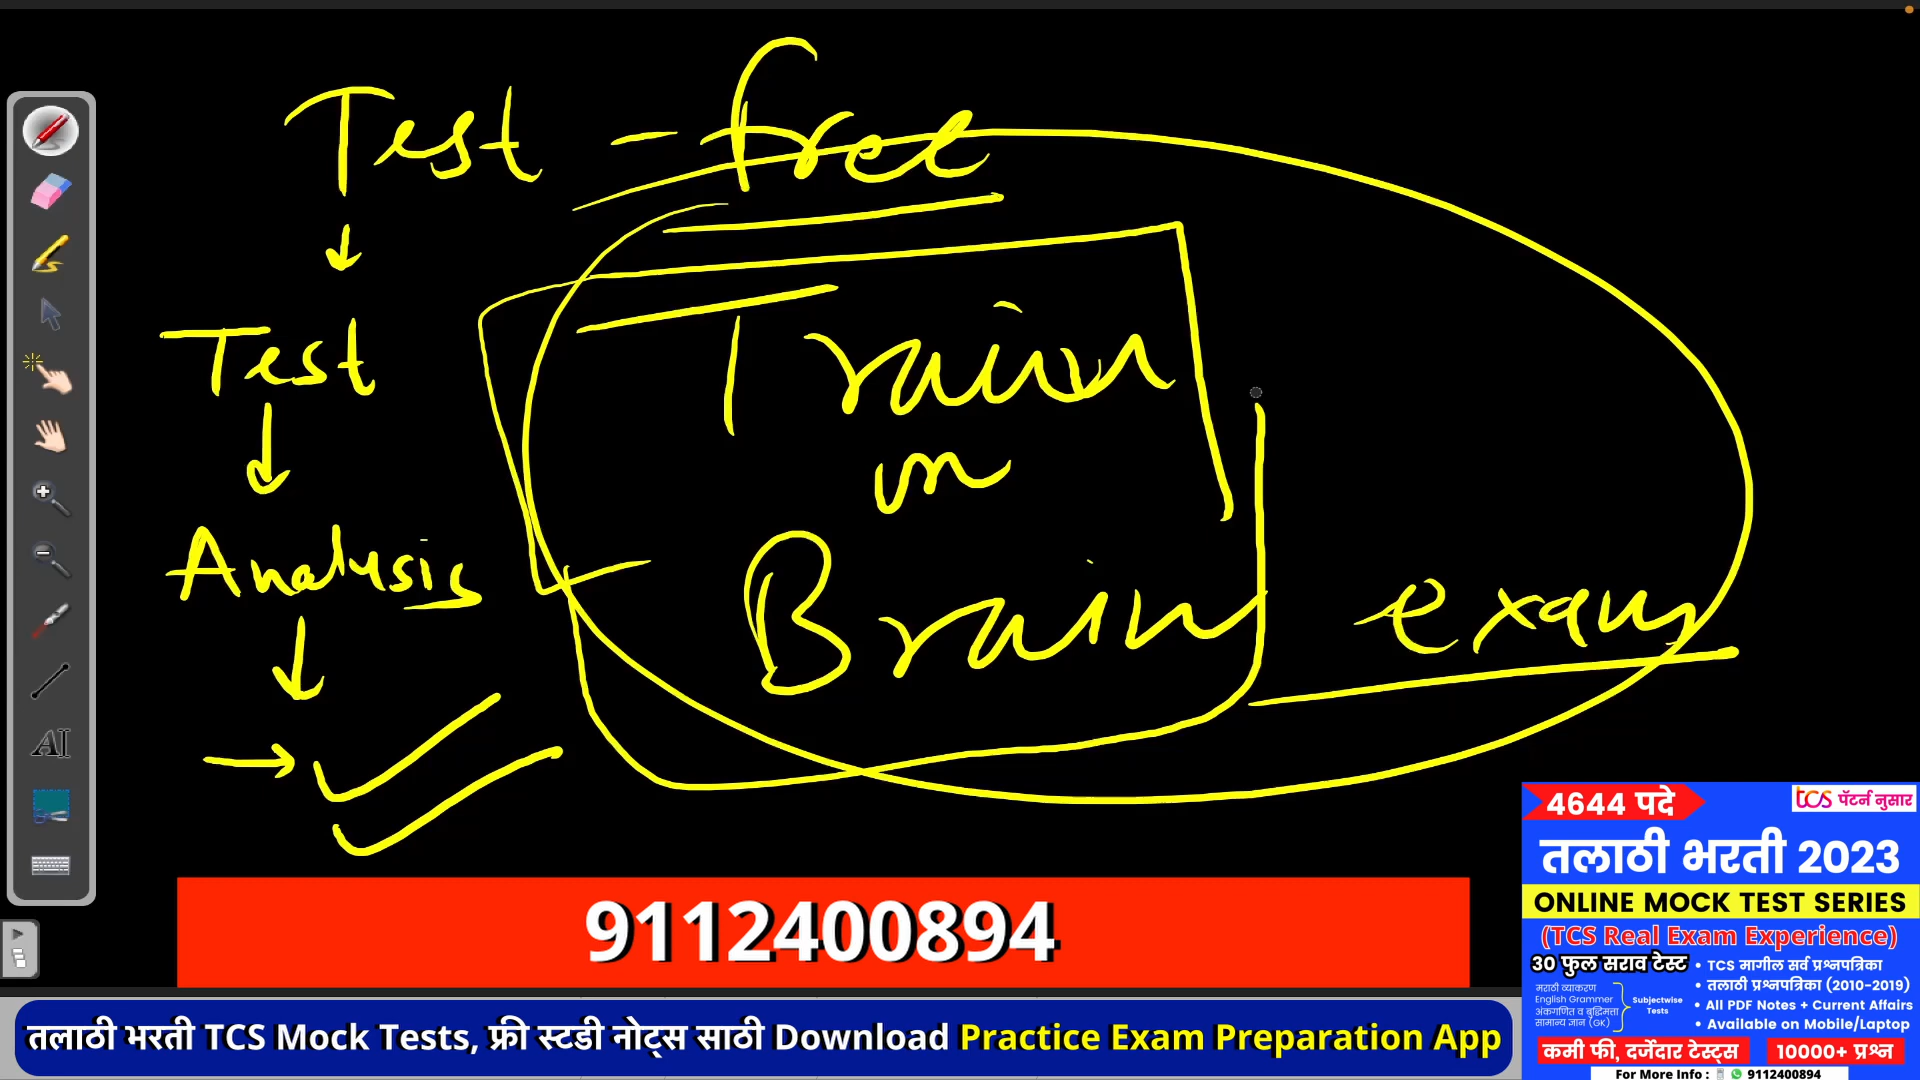 Test - free
Test
Analysis
Train
on
Brain exam
9112400894
तलाठी भरती TCS Mock Tests, फ्री स्टडी नोट्स साठी Download Practice Exam Preparation App
4644 पदे
tcs पॅटर्न नुसार
तलाठी भरती 2023
ONLINE MOCK TEST SERIES
(TCS Real Exam Experience)
30 फुल सराव टेस्ट
मराठी व्याकरण
English Grammer
अंकगणित व बुद्धिमत्ता
सामान्य ज्ञान (GK)
Subjectwise
Tests
• TCS मागील सर्व प्रश्नपत्रिका
• तलाठी प्रश्नपत्रिका (2010-2019)
• All PDF Notes + Current Affairs
• Available on Mobile/Laptop
कमी फी, दर्जेदार टेस्ट्स
10000+ प्रश्न
For More Info : 9112400894